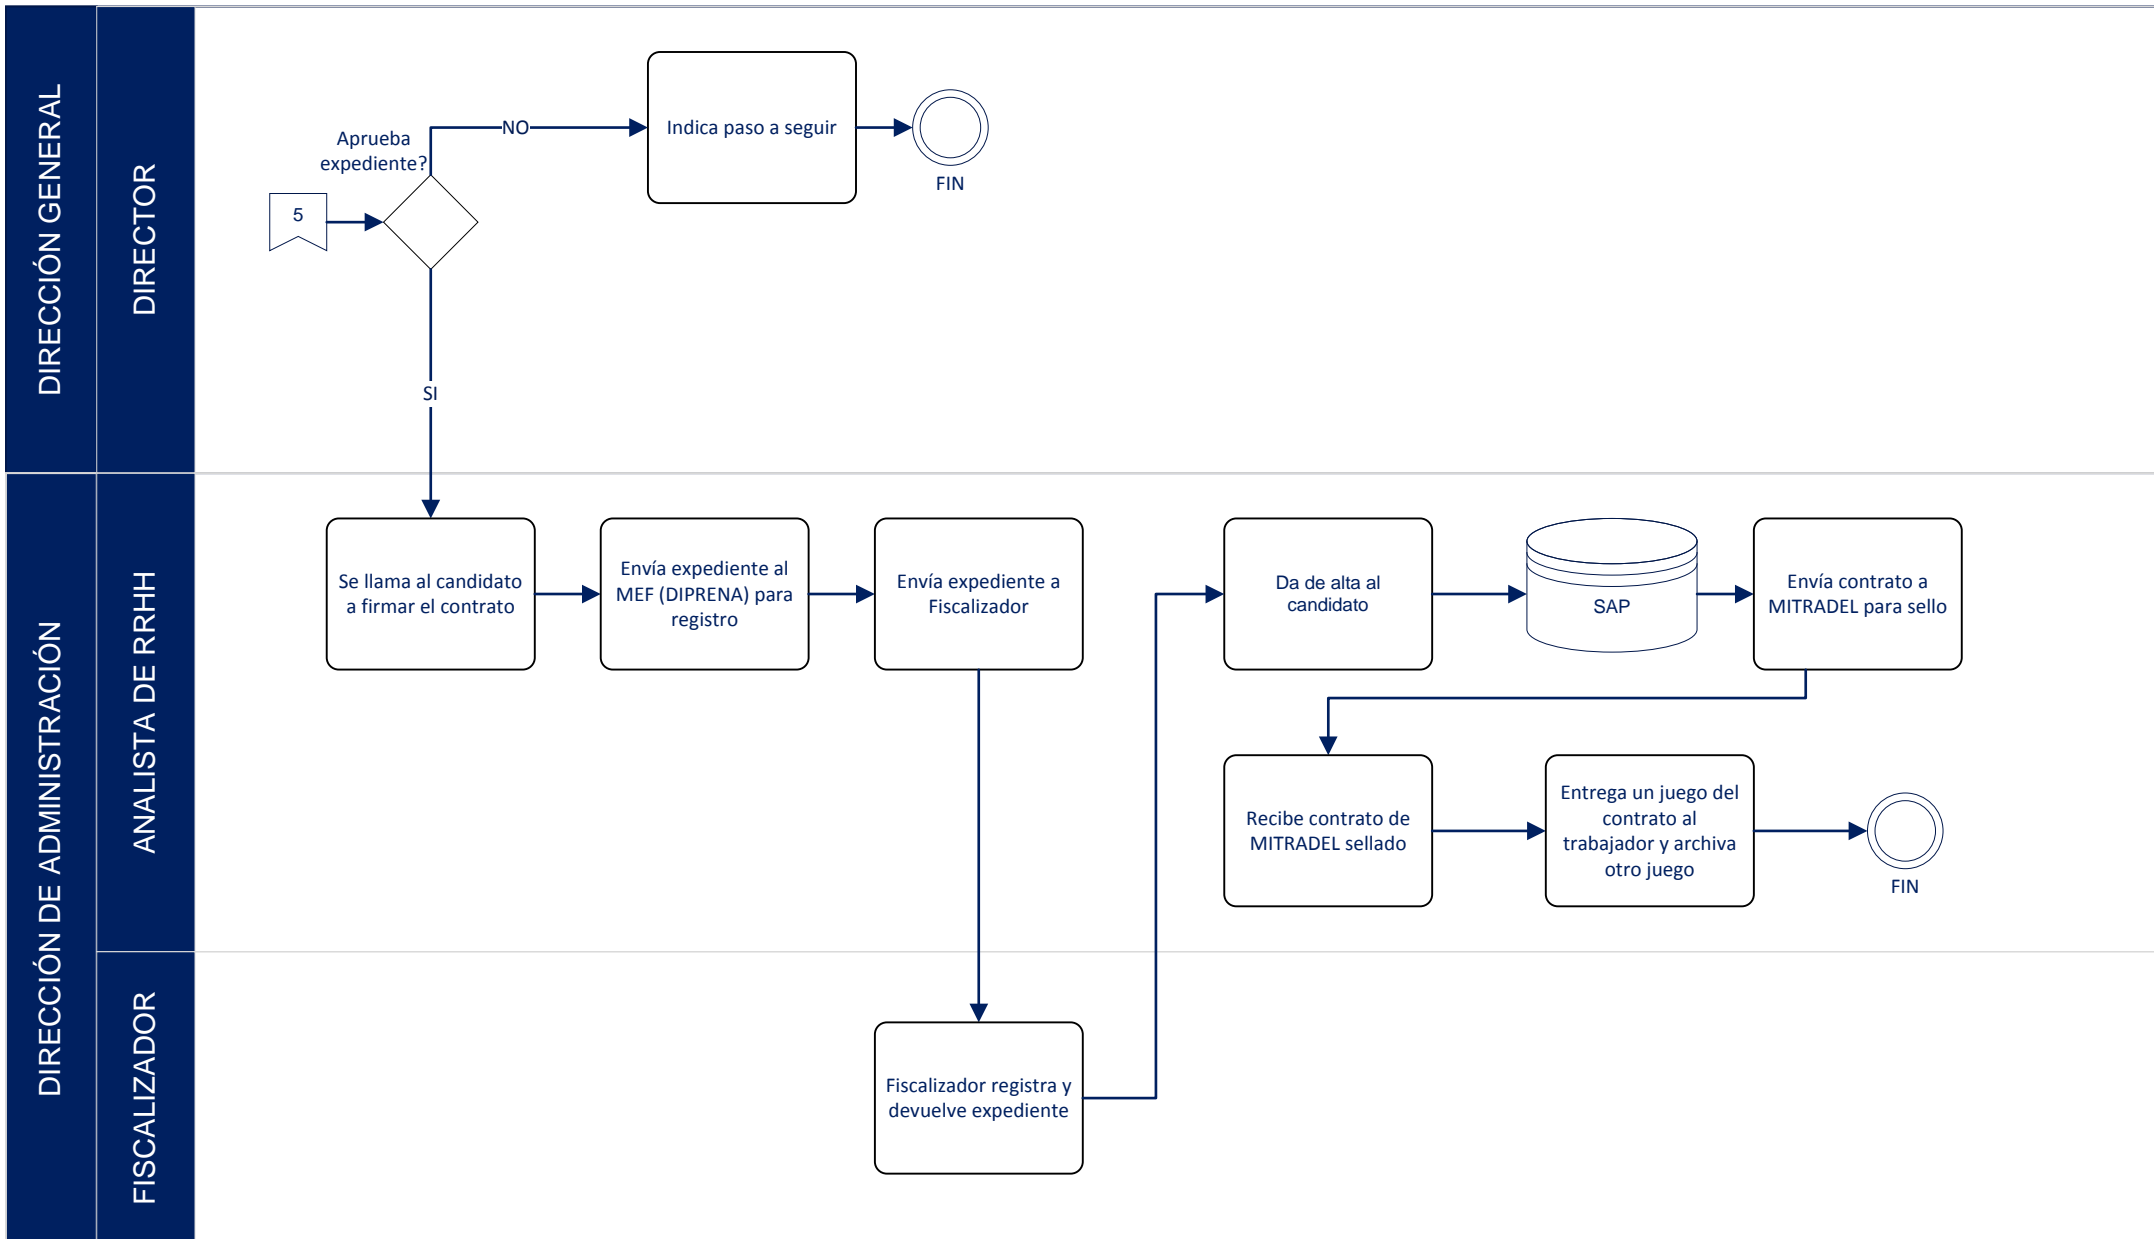 DIRECCIÓN GENERAL
DIRECTOR
Aprueba
expediente?
5
NO
Indica paso a seguir
FIN
SI
DIRECCIÓN DE ADMINISTRACIÓN
ANALISTA DE RRHH
Se llama al candidato
a firmar el contrato
Envía expediente al
MEF (DIPRENA) para
registro
Envía expediente a
Fiscalizador
Da de alta al
candidato
SAP
Envía contrato a
MITRADEL para sello
Recibe contrato de
MITRADEL sellado
Entrega un juego del
contrato al
trabajador y archiva
otro juego
FIN
FISCALIZADOR
Fiscalizador registra y
devuelve expediente